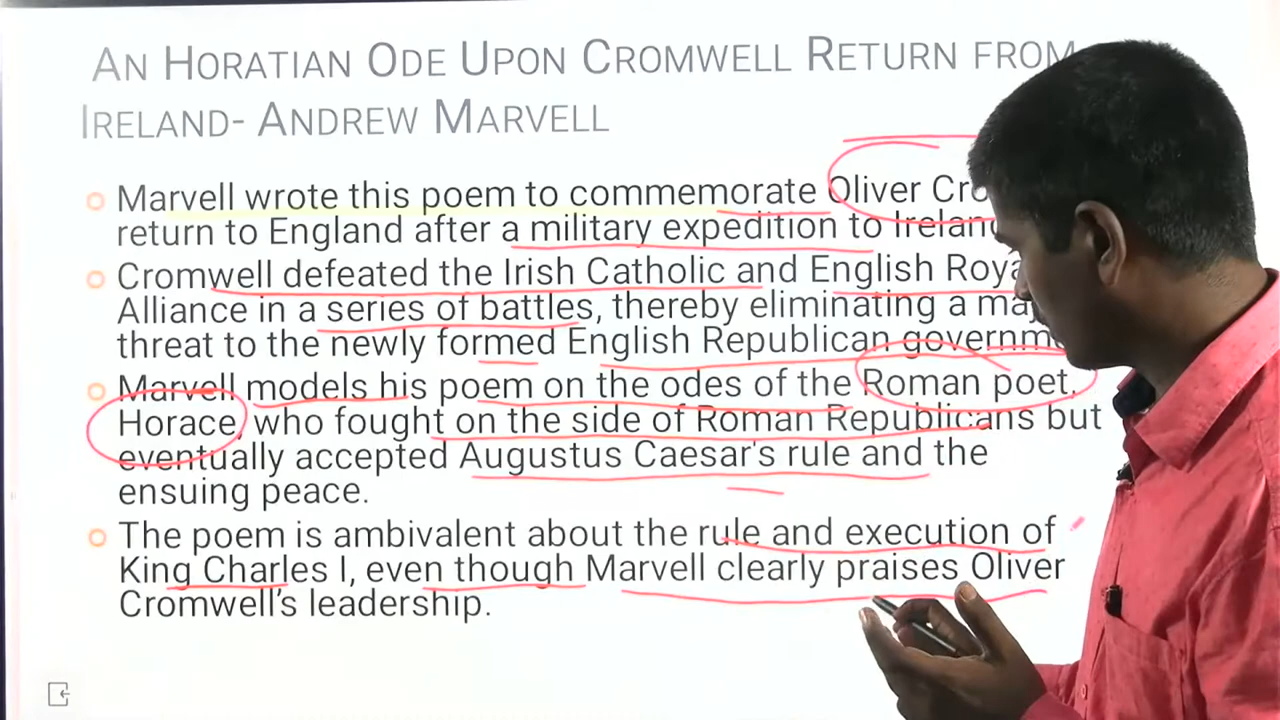 An Horatian Ode Upon Cromwell Return from
Ireland- Andrew Marvell
Marvell wrote this poem to commemorate Oliver
return to England after a military expedition to
Cromwell defeated the Irish Catholic and English
Alliance in a series of battles, thereby eliminating a
threat to the newly formed English Republican
Marvell models his poem on the odes of the Roman poet.
Horace, who fought on the side of Roman Republicans but
eventually accepted Augustus Caesar's rule and the
ensuing peace.
The poem is ambivalent about the rule and execution of
King Charles I, even though Marvell clearly praises Oliver
Cromwell's leadership.